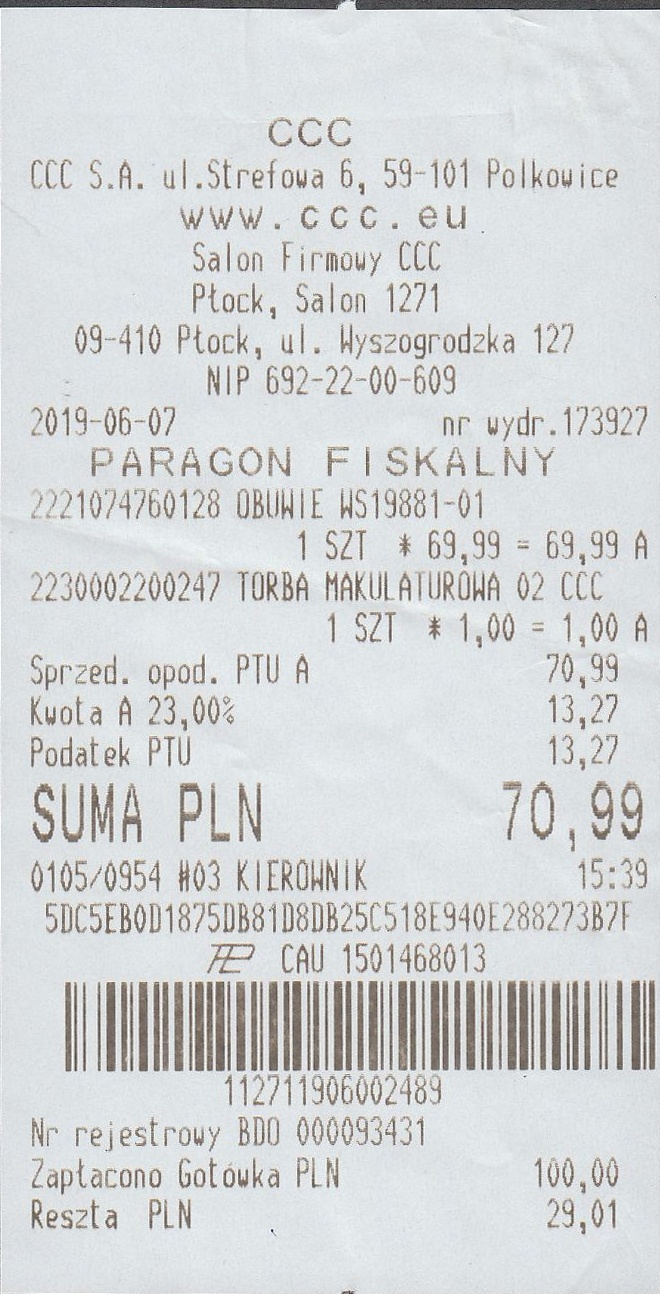 CCC
CCC S.A. ul.Strefowa 6, 59-101 Polkowice
www.ccc.eu
Salon Firmowy CCC
Płock, Salon 1271
09-410 Płock, ul. Wyszogrodzka 127
NIP 692-22-00-609
2019-06-07 nr wydr.173927
PARAGON FISKALNY
2221074760128 OBUWIE WS19881-01
1 SZT * 69,99 = 69,99 A
2230002200247 TORBA MAKULATUROWA 02 CCC
1 SZT * 1,00 = 1,00 A
Sprzed. opod. PTU A 70,99
Kwota A 23,00% 13,27
Podatek PTU 13,27
SUMA PLN 70,99
0105/0954 #03 KIEROWNIK 15:39
5DC5EB0D1875DB81D8DB25C518E940E288273B7F
CAU 1501468013
112711906002489
Nr rejestrowy BDO 000093431
Zapłacono Gotówka PLN 100,00
Reszta PLN 29,01